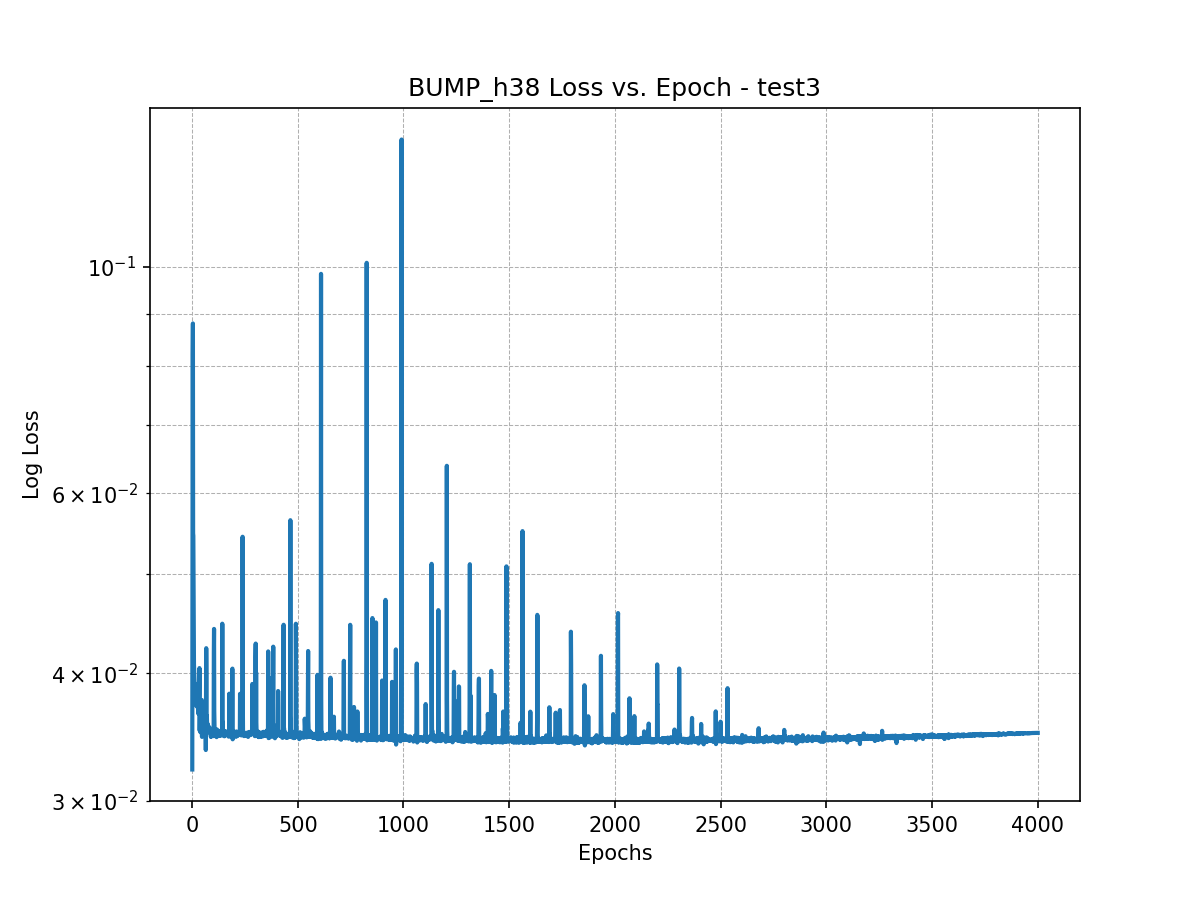 BUMP_h38 Loss vs. Epoch - test3
Log Loss
10⁻¹
6 × 10⁻²
4 × 10⁻²
3 × 10⁻²
0 500 1000 1500 2000 2500 3000 3500 4000
Epochs